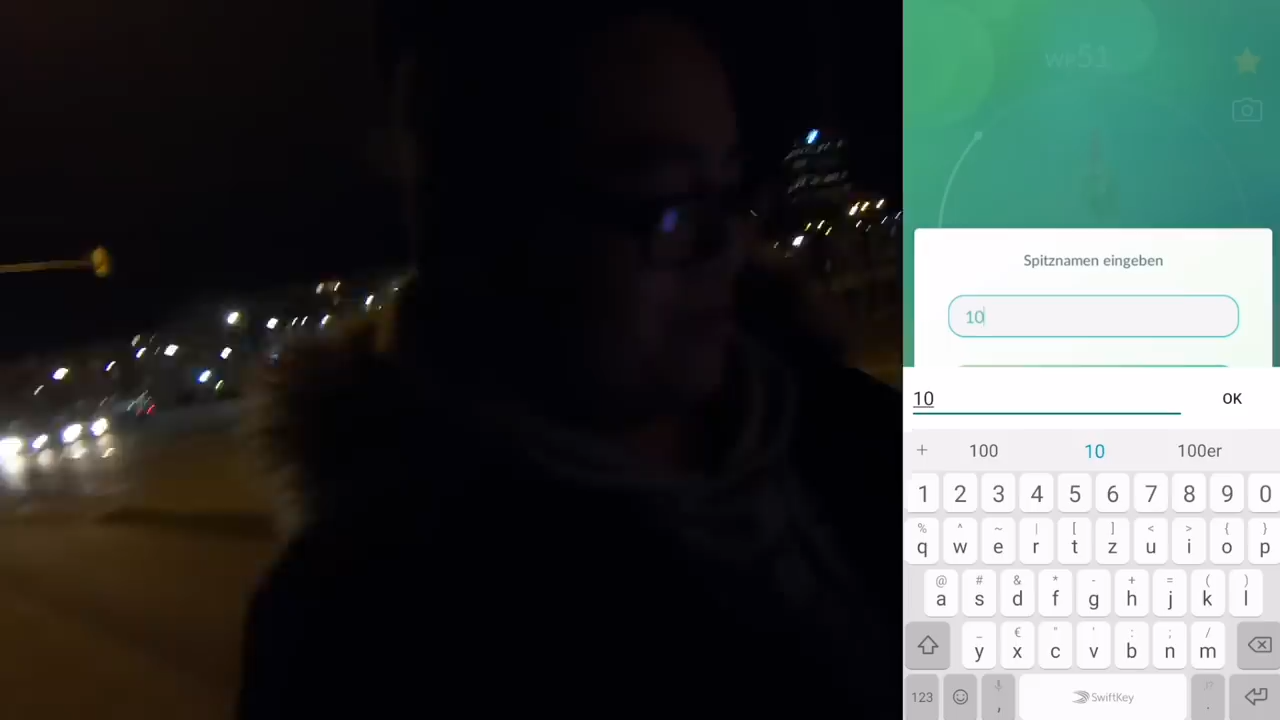 WP51
Spitznamen eingeben
10
10 OK
+ 100 10 100er
1 2 3 4 5 6 7 8 9 0
% ^ ~ | [ ] < > { }
q w e r t z u i o p
@ # & * - + = ( )
a s d f g h j k l
_ € " ' : ; /
y x c v b n m
123 , SwiftKey .